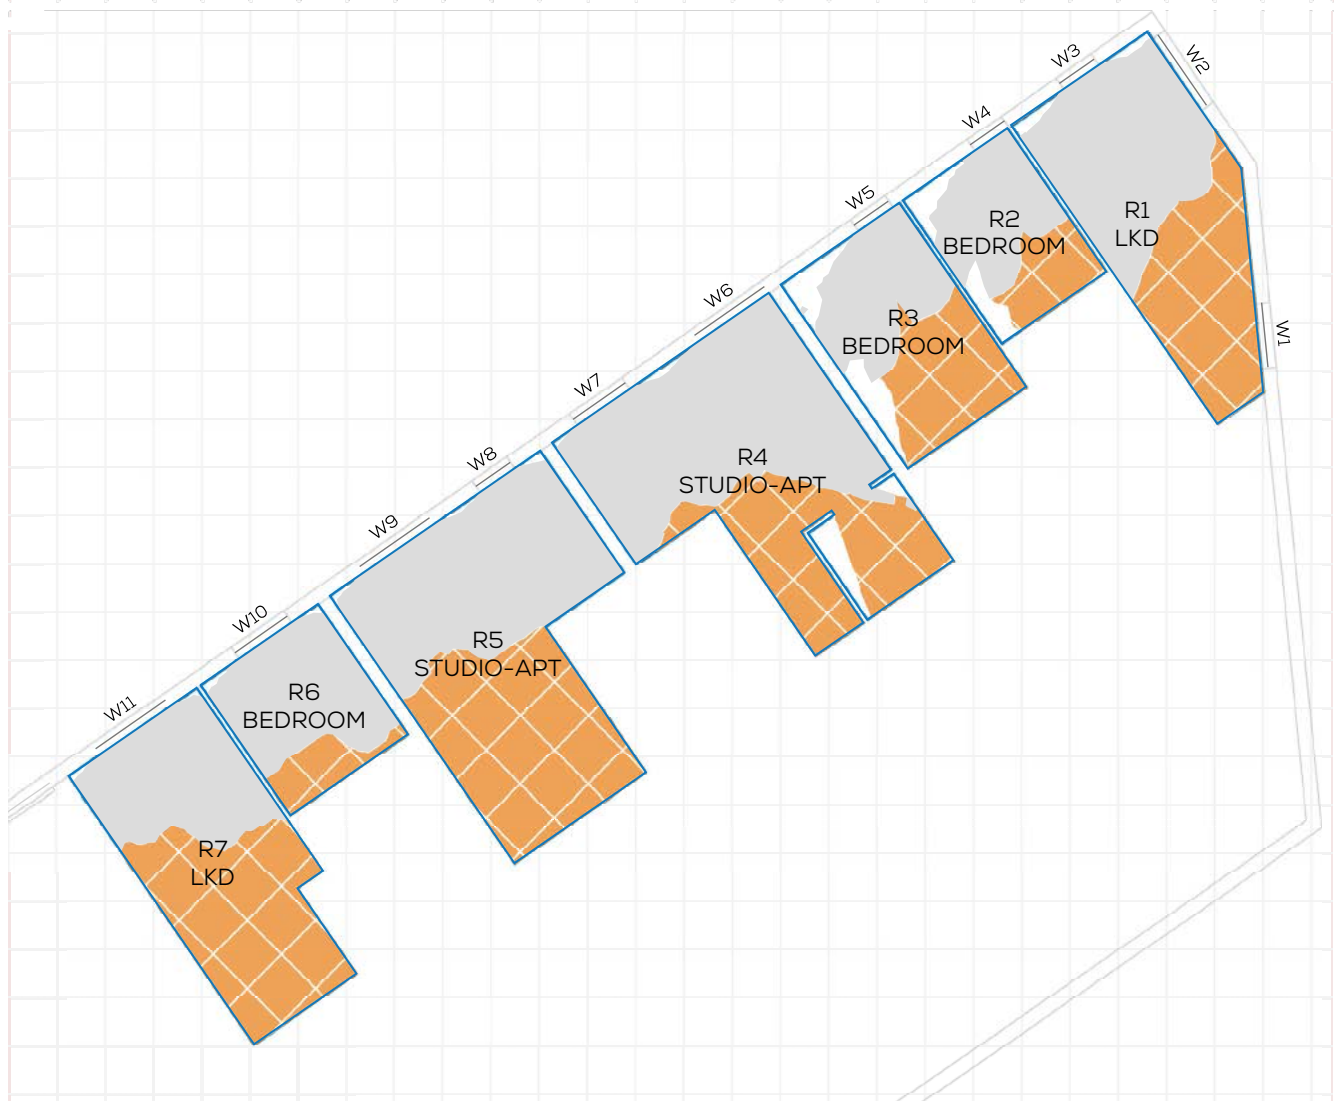 W3
W2
W4
W5
R1
LKD
R2
BEDROOM
W6
R3
BEDROOM
W1
W7
R4
STUDIO-APT
W8
W9
R5
STUDIO-APT
W10
R6
BEDROOM
W11
R7
LKD